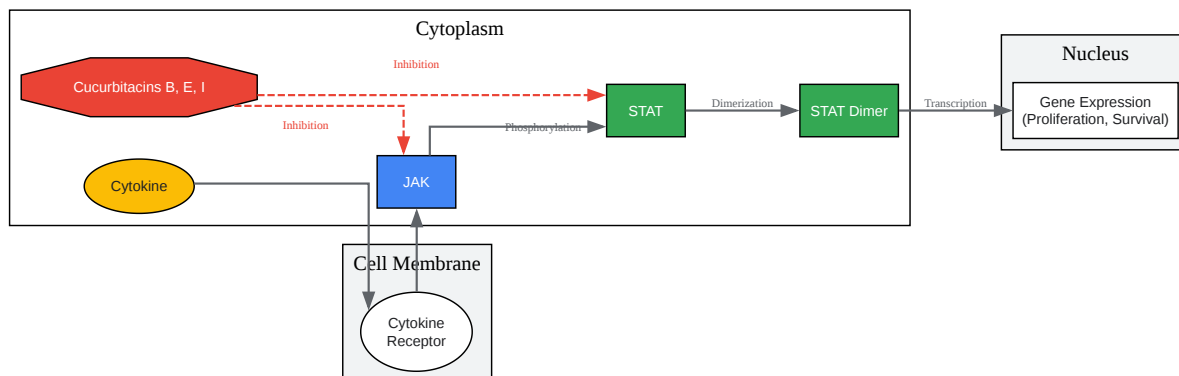 Cytoplasm
Nucleus
Inhibition
Cucurbitacins B, E, I
STAT
Dimerization
STAT Dimer
Transcription
Gene Expression
(Proliferation, Survival)
Inhibition
Phosphorylation
Cytokine
JAK
Cell Membrane
Cytokine
Receptor